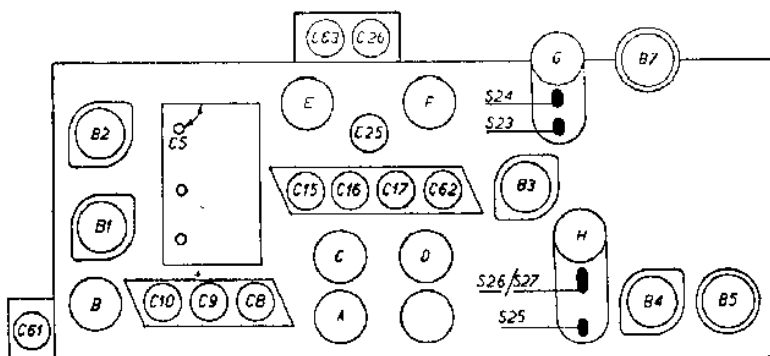 C63 C26
G
B7
E
F
S24
B2
C5
C25
S23
C15 C16 C17 C62
B3
B1
C
D
H
S26/S27
B
C10 C9 C8
A
S25
B4
B5
C61